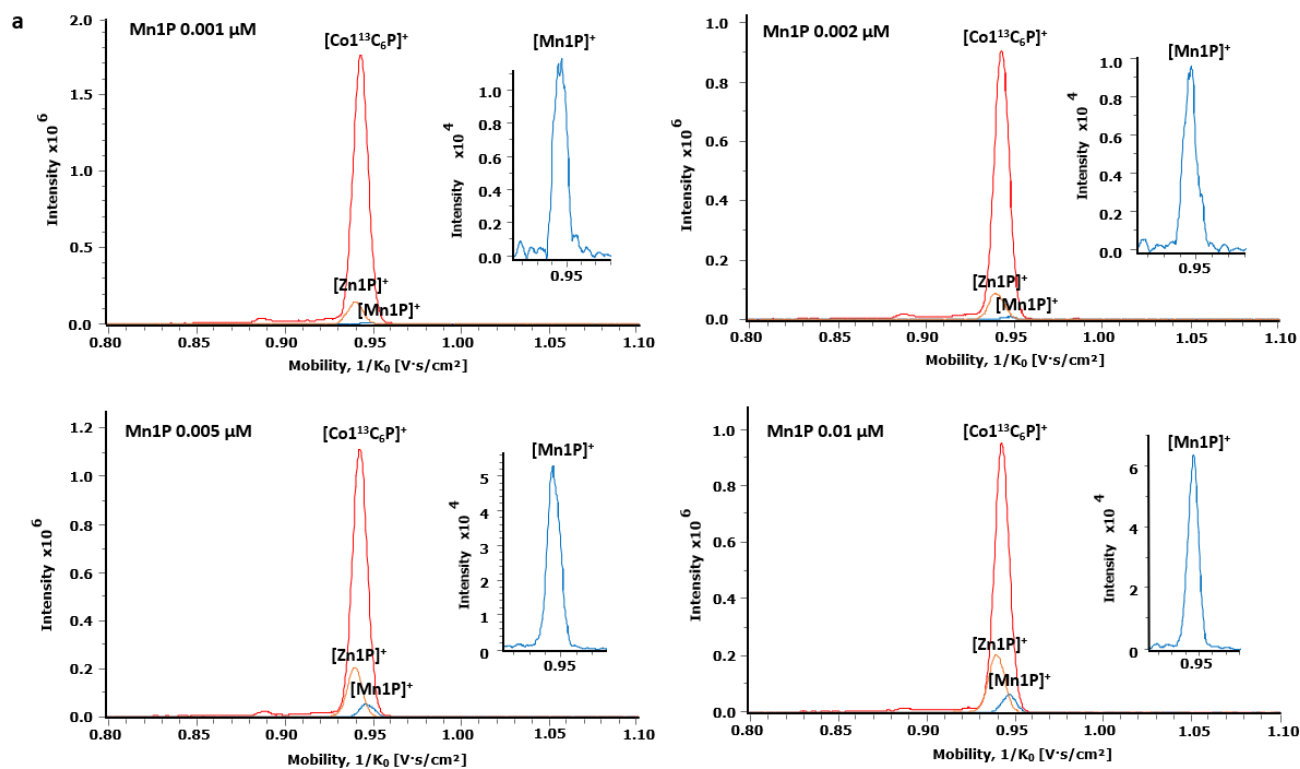 a
Mn1P 0.001 µM
[Co1¹³C₆P]⁺
[Mn1P]⁺
[Zn1P]⁺
[Mn1P]⁺
Intensity x10⁶
2.0
1.5
1.0
0.5
0.0
0.80 0.85 0.90 0.95 1.00 1.05 1.10
Mobility, 1/K₀ [V·s/cm²]
Intensity x10⁴
1.0
0.8
0.6
0.4
0.2
0.0
0.95
Mn1P 0.002 µM
[Co1¹³C₆P]⁺
[Mn1P]⁺
[Zn1P]⁺
[Mn1P]⁺
Intensity x10⁶
1.0
0.8
0.6
0.4
0.2
0.0
0.80 0.85 0.90 0.95 1.00 1.05 1.10
Mobility, 1/K₀ [V·s/cm²]
Intensity x10⁴
1.0
0.8
0.6
0.4
0.2
0.0
0.95
Mn1P 0.005 µM
[Co1¹³C₆P]⁺
[Mn1P]⁺
[Zn1P]⁺
[Mn1P]⁺
Intensity x10⁶
1.2
1.0
0.8
0.6
0.4
0.2
0.0
0.80 0.85 0.90 0.95 1.00 1.05 1.10
Mobility, 1/K₀ [V·s/cm²]
Intensity x10⁴
5
4
3
2
1
0
0.95
Mn1P 0.01 µM
[Co1¹³C₆P]⁺
[Mn1P]⁺
[Zn1P]⁺
[Mn1P]⁺
Intensity x10⁶
1.0
0.8
0.6
0.4
0.2
0.0
0.80 0.85 0.90 0.95 1.00 1.05 1.10
Mobility, 1/K₀ [V·s/cm²]
Intensity x10⁴
6
4
2
0
0.95